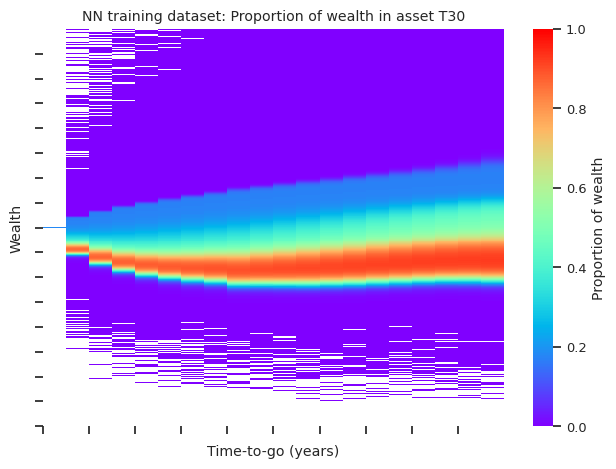 NN training dataset: Proportion of wealth in asset T30
Wealth
Time-to-go (years)
1.0
0.8
0.6
0.4
0.2
0.0
Proportion of wealth